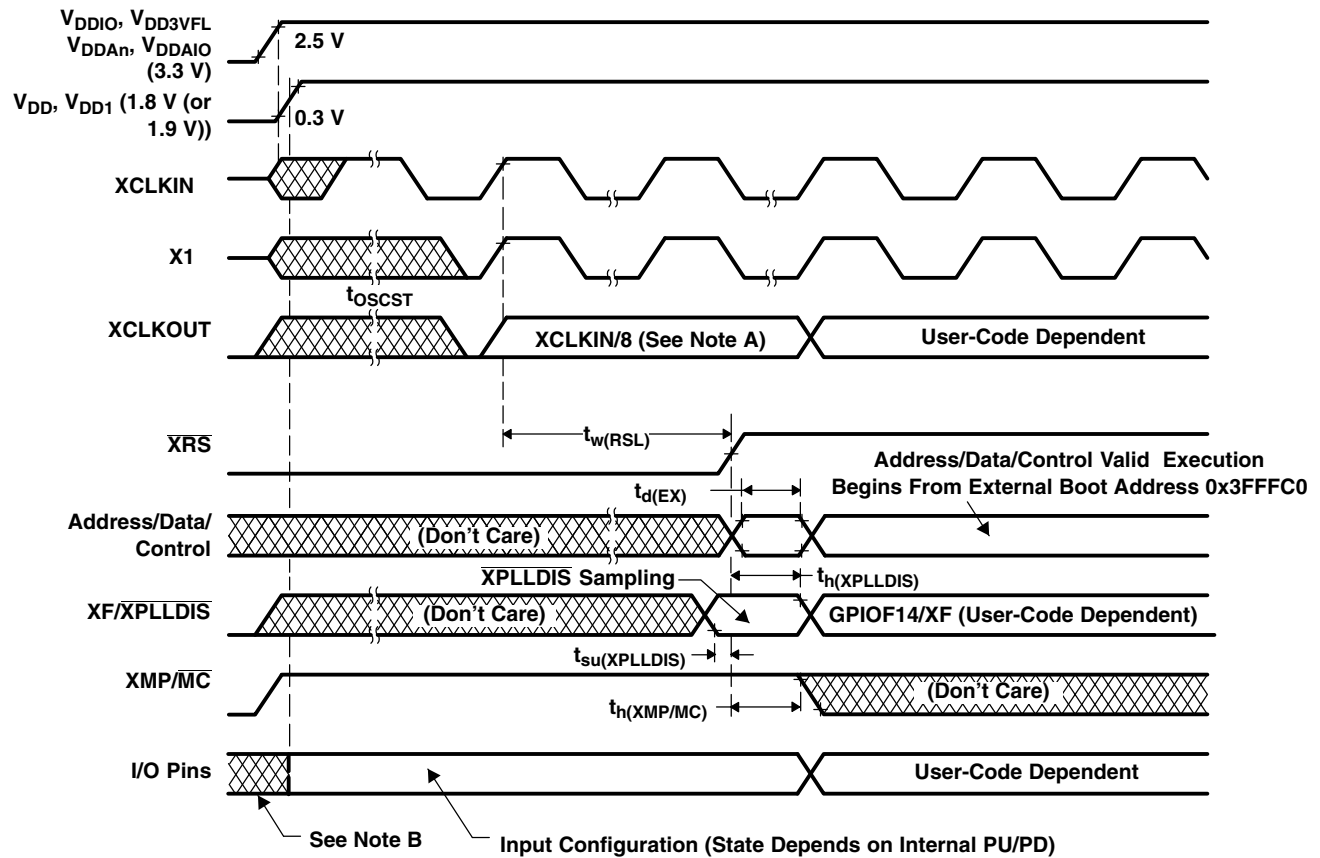 VDDIO, VDD3VFL
VDDAn, VDDAIO
(3.3 V)
2.5 V
VDD, VDD1 (1.8 V (or
1.9 V))
0.3 V
XCLKIN
X1
tOSCST
XCLKOUT
XCLKIN/8 (See Note A)
User-Code Dependent
XRS
tw(RSL)
Address/Data/Control Valid Execution
Begins From External Boot Address 0x3FFFC0
td(EX)
Address/Data/
Control
(Don't Care)
XPLLDIS Sampling
th(XPLLDIS)
XF/XPLLDIS
(Don't Care)
GPIOF14/XF (User-Code Dependent)
tsu(XPLLDIS)
XMP/MC
(Don't Care)
th(XMP/MC)
I/O Pins
User-Code Dependent
See Note B
Input Configuration (State Depends on Internal PU/PD)